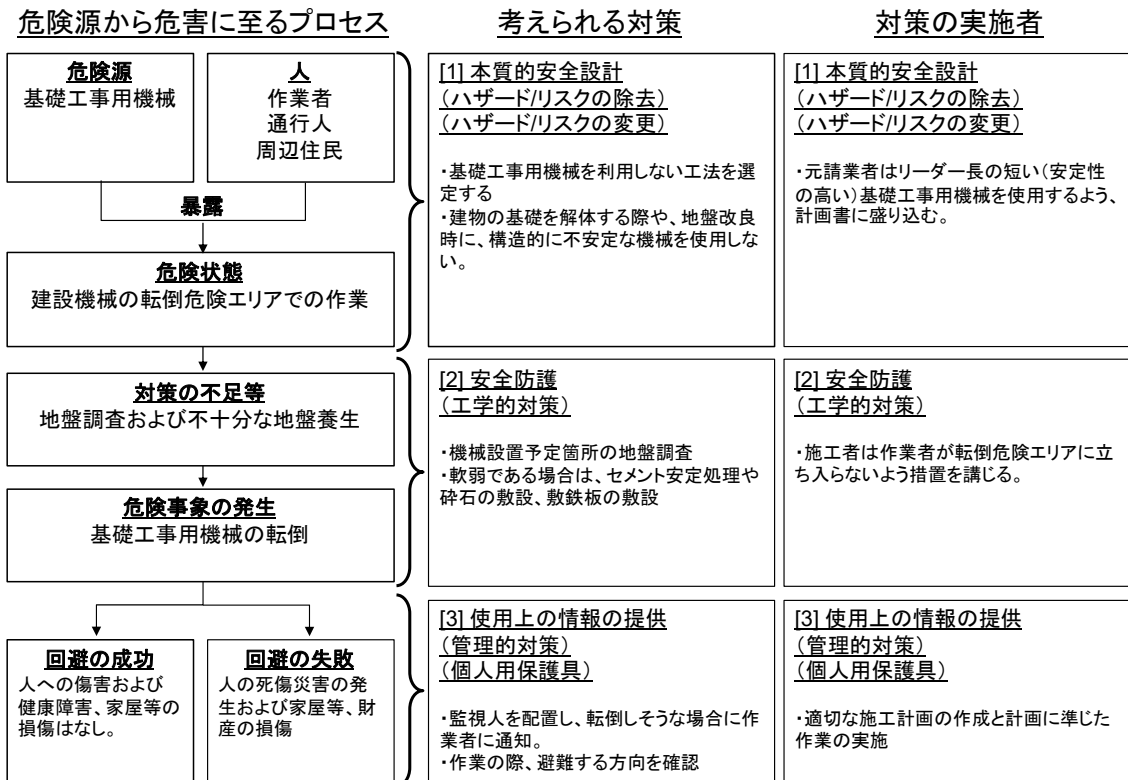 危険源から危害に至るプロセス
考えられる対策
対策の実施者
危険源
基礎工事用機械
人
作業者
通行人
周辺住民
暴露
危険状態
建設機械の転倒危険エリアでの作業
対策の不足等
地盤調査および不十分な地盤養生
危険事象の発生
基礎工事用機械の転倒
回避の成功
人への傷害および
健康障害、家屋等の
損傷はなし。
回避の失敗
人の死傷災害の発
生および家屋等、財
産の損傷
[1] 本質的安全設計
(ハザード/リスクの除去)
(ハザード/リスクの変更)
・基礎工事用機械を利用しない工法を選
定する
・建物の基礎を解体する際や、地盤改良
時に、構造的に不安定な機械を使用しな
い。
[2] 安全防護
(工学的対策)
・機械設置予定箇所の地盤調査
・軟弱である場合は、セメント安定処理や
砕石の敷設、敷鉄板の敷設
[3] 使用上の情報の提供
(管理的対策)
(個人用保護具)
・監視人を配置し、転倒しそうな場合に作
業者に通知。
・作業の際、避難する方向を確認
[1] 本質的安全設計
(ハザード/リスクの除去)
(ハザード/リスクの変更)
・元請業者はリーダー長の短い(安定性
の高い)基礎工事用機械を使用するよう、
計画書に盛り込む。
[2] 安全防護
(工学的対策)
・施工者は作業者が転倒危険エリアに立
ち入らないよう措置を講じる。
[3] 使用上の情報の提供
(管理的対策)
(個人用保護具)
・適切な施工計画の作成と計画に準じた
作業の実施